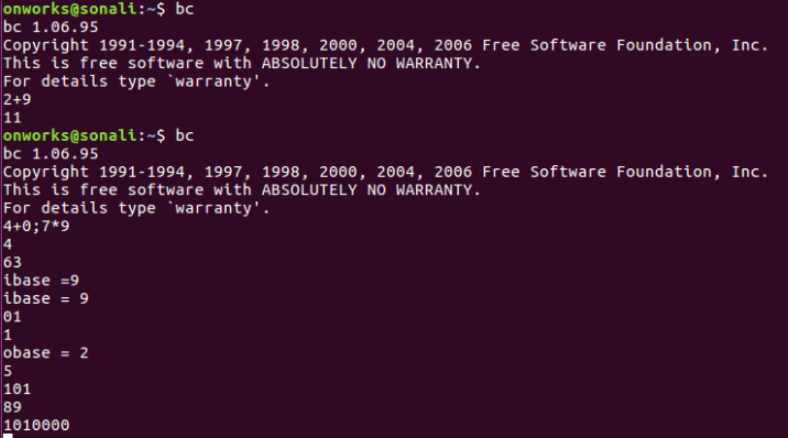 onworks@sonali:~$ bc
bc 1.06.95
Copyright 1991-1994, 1997, 1998, 2000, 2004, 2006 Free Software Foundation, Inc.
This is free software with ABSOLUTELY NO WARRANTY.
For details type `warranty'.
2+9
11
onworks@sonali:~$ bc
bc 1.06.95
Copyright 1991-1994, 1997, 1998, 2000, 2004, 2006 Free Software Foundation, Inc.
This is free software with ABSOLUTELY NO WARRANTY.
For details type `warranty'.
4+0;7*9
4
63
ibase =9
ibase = 9
01
1
obase = 2
5
101
89
1010000